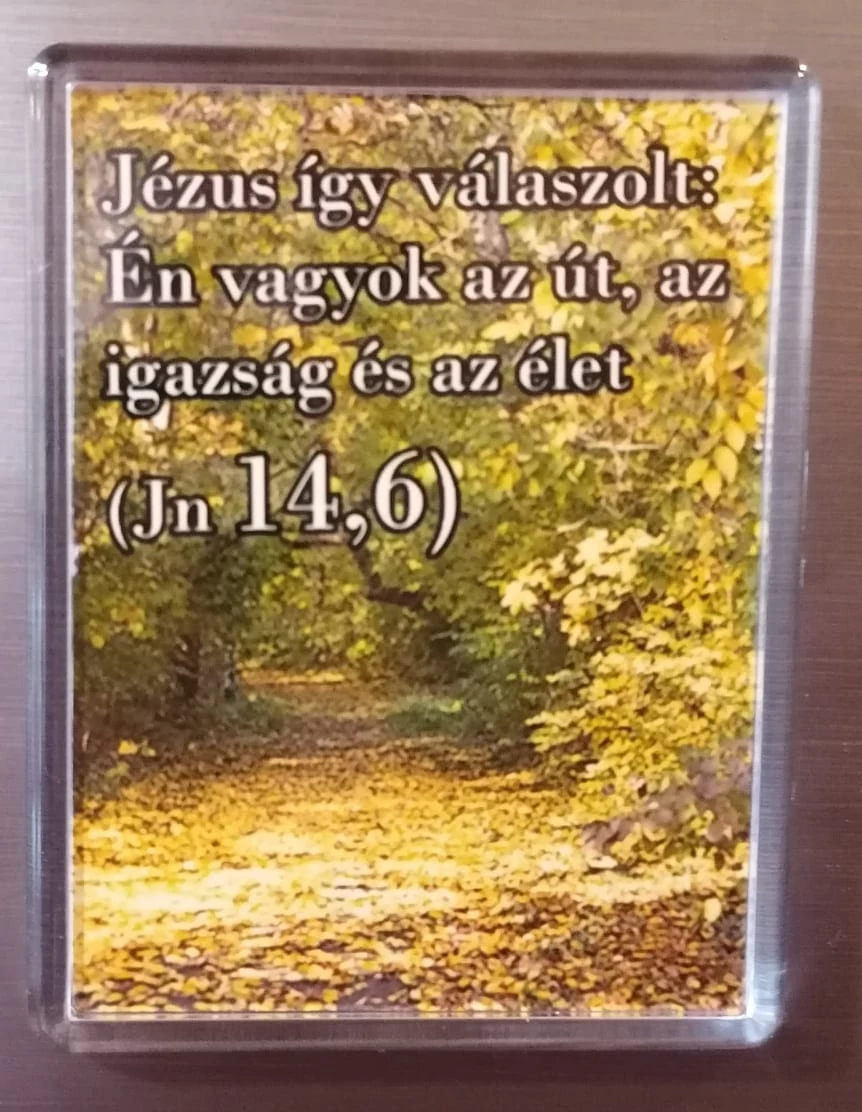 Jézus így válaszolt:
Én vagyok az út, az
igazság és az élet
(Jn 14,6)